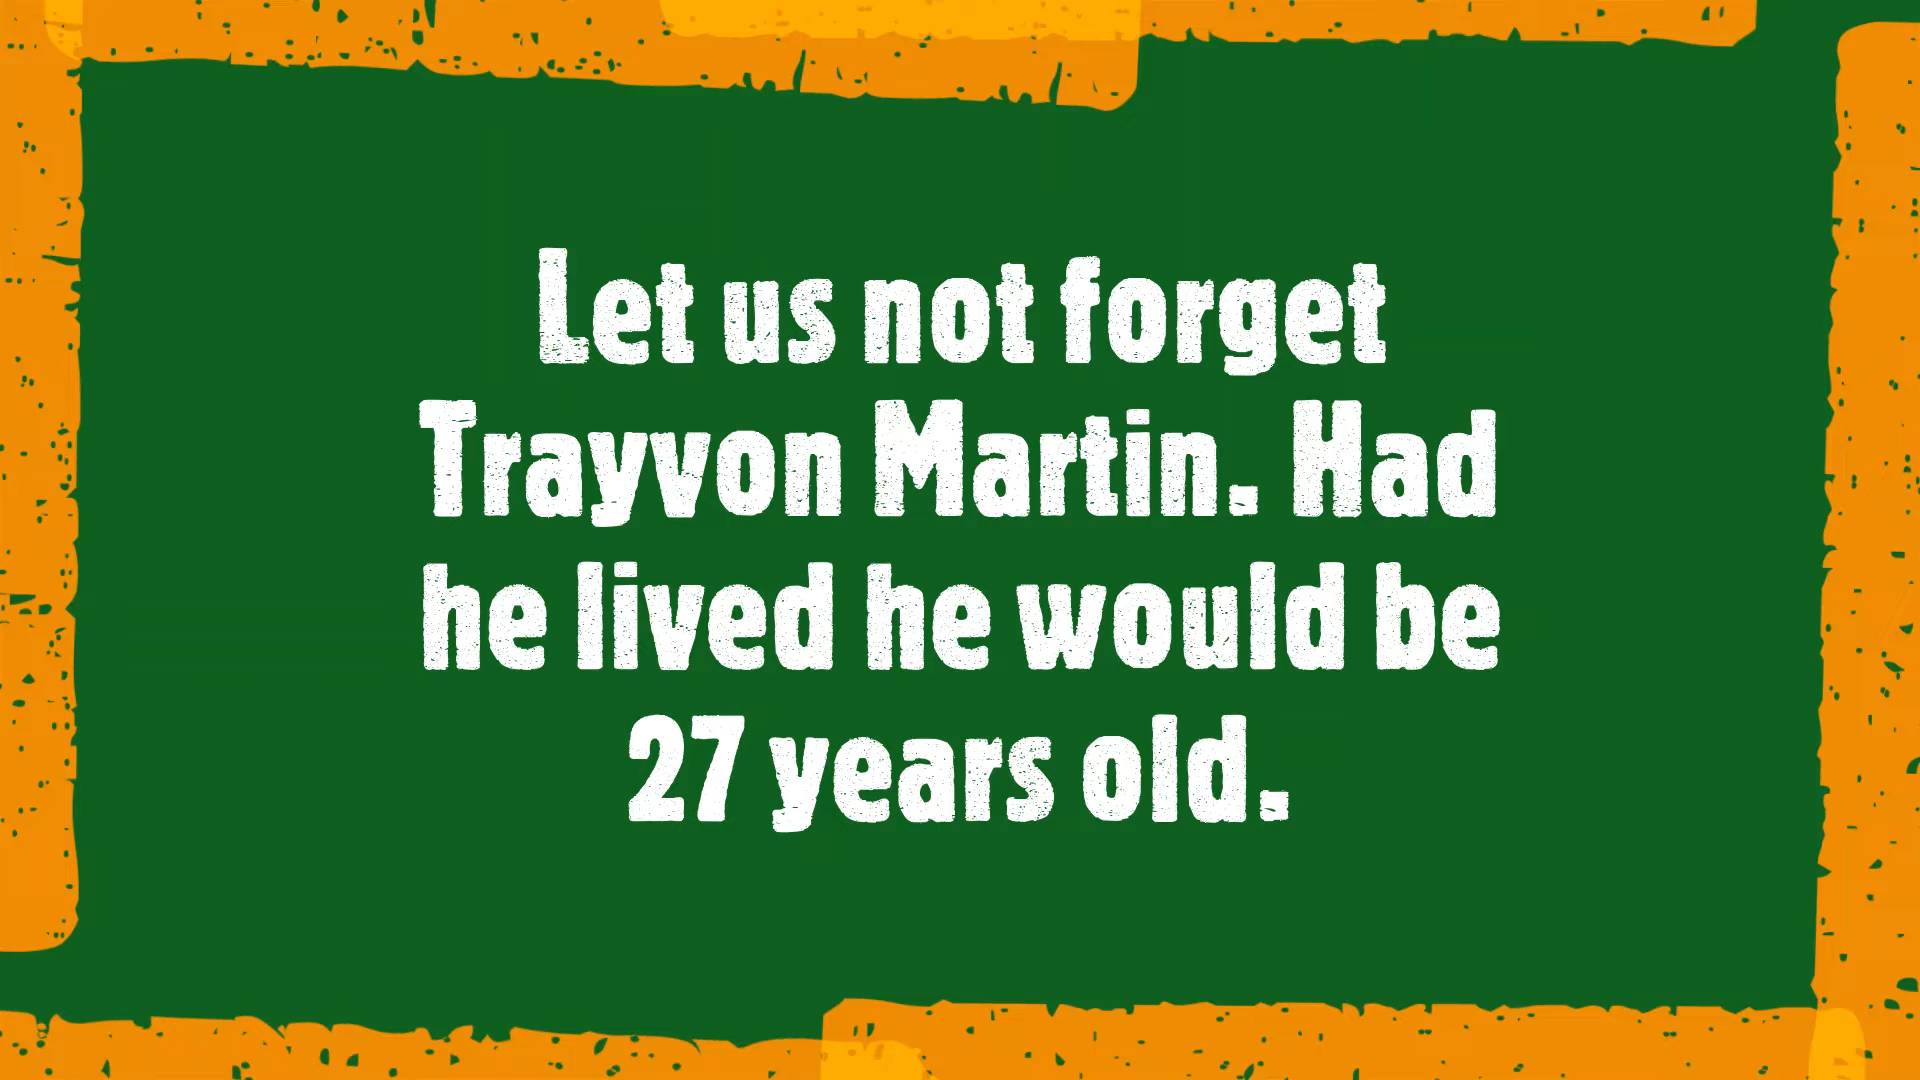 Let us not forget
Trayvon Martin. Had
he lived he would be
27 years old.